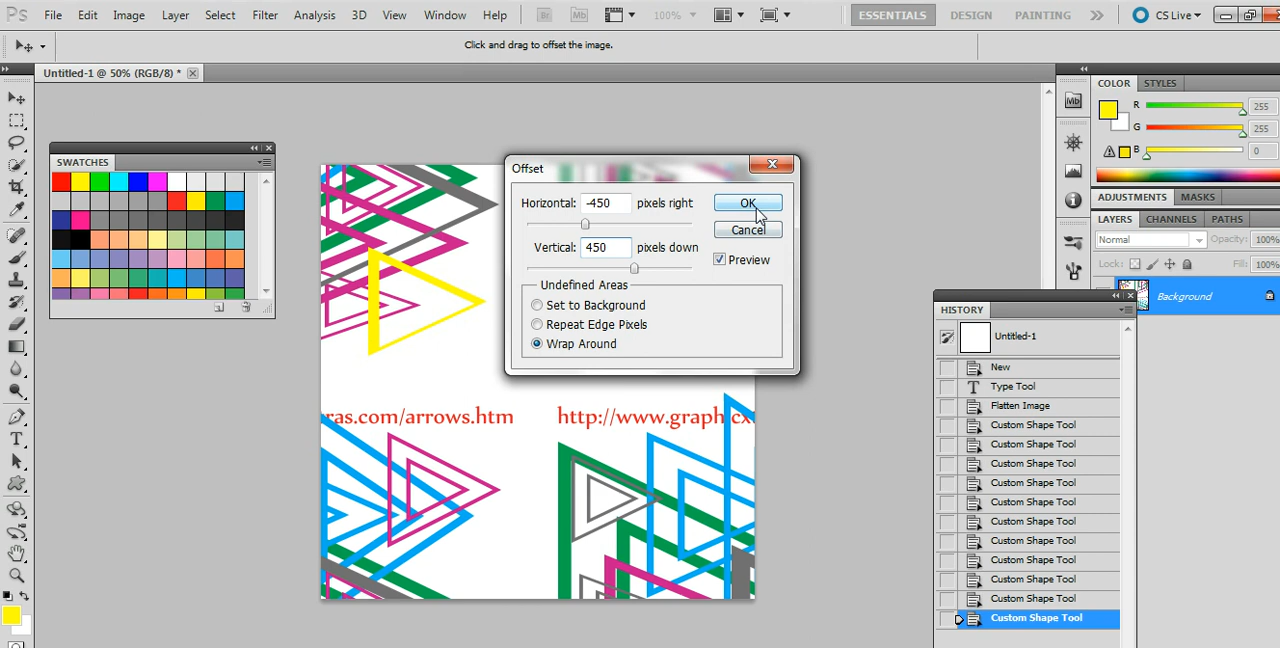 Ps File Edit Image Layer Select Filter Analysis 3D View Window Help Br Mb 100% ESSENTIALS DESIGN PAINTING CS Live
Click and drag to offset the image.
Untitled-1 @ 50% (RGB/8) *
SWATCHES
Offset
Horizontal: -450 pixels right OK
Vertical: 450 pixels down Cancel
Preview
Undefined Areas
Set to Background
Repeat Edge Pixels
Wrap Around
ras.com/arrows.htm http://www.graphicx
T
Mb
COLOR STYLES
R 255
G 255
B 0
ADJUSTMENTS MASKS
LAYERS CHANNELS PATHS
Normal Opacity: 100%
Lock: Fill: 100%
Background
HISTORY
Untitled-1
New
T Type Tool
Flatten Image
Custom Shape Tool
Custom Shape Tool
Custom Shape Tool
Custom Shape Tool
Custom Shape Tool
Custom Shape Tool
Custom Shape Tool
Custom Shape Tool
Custom Shape Tool
Custom Shape Tool
Custom Shape Tool